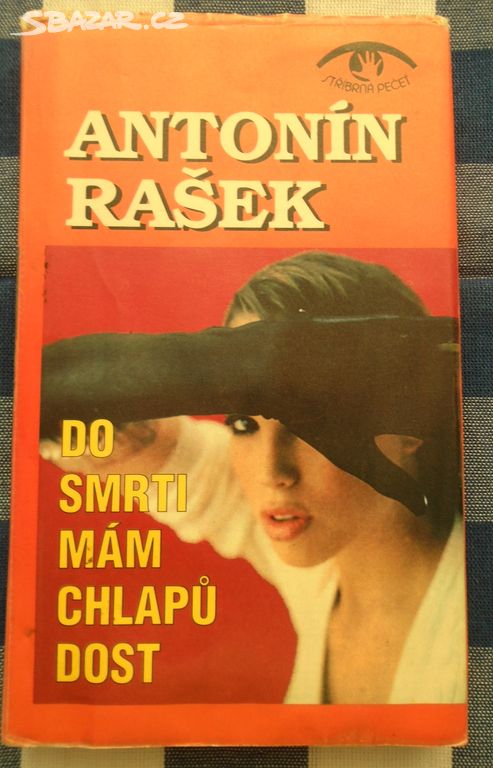 SBAZAR.CZ
STŘÍBRNÁ PEČEŤ
ANTONÍN
RAŠEK
DO
SMRTI
MÁM
CHLAPŮ
DOST